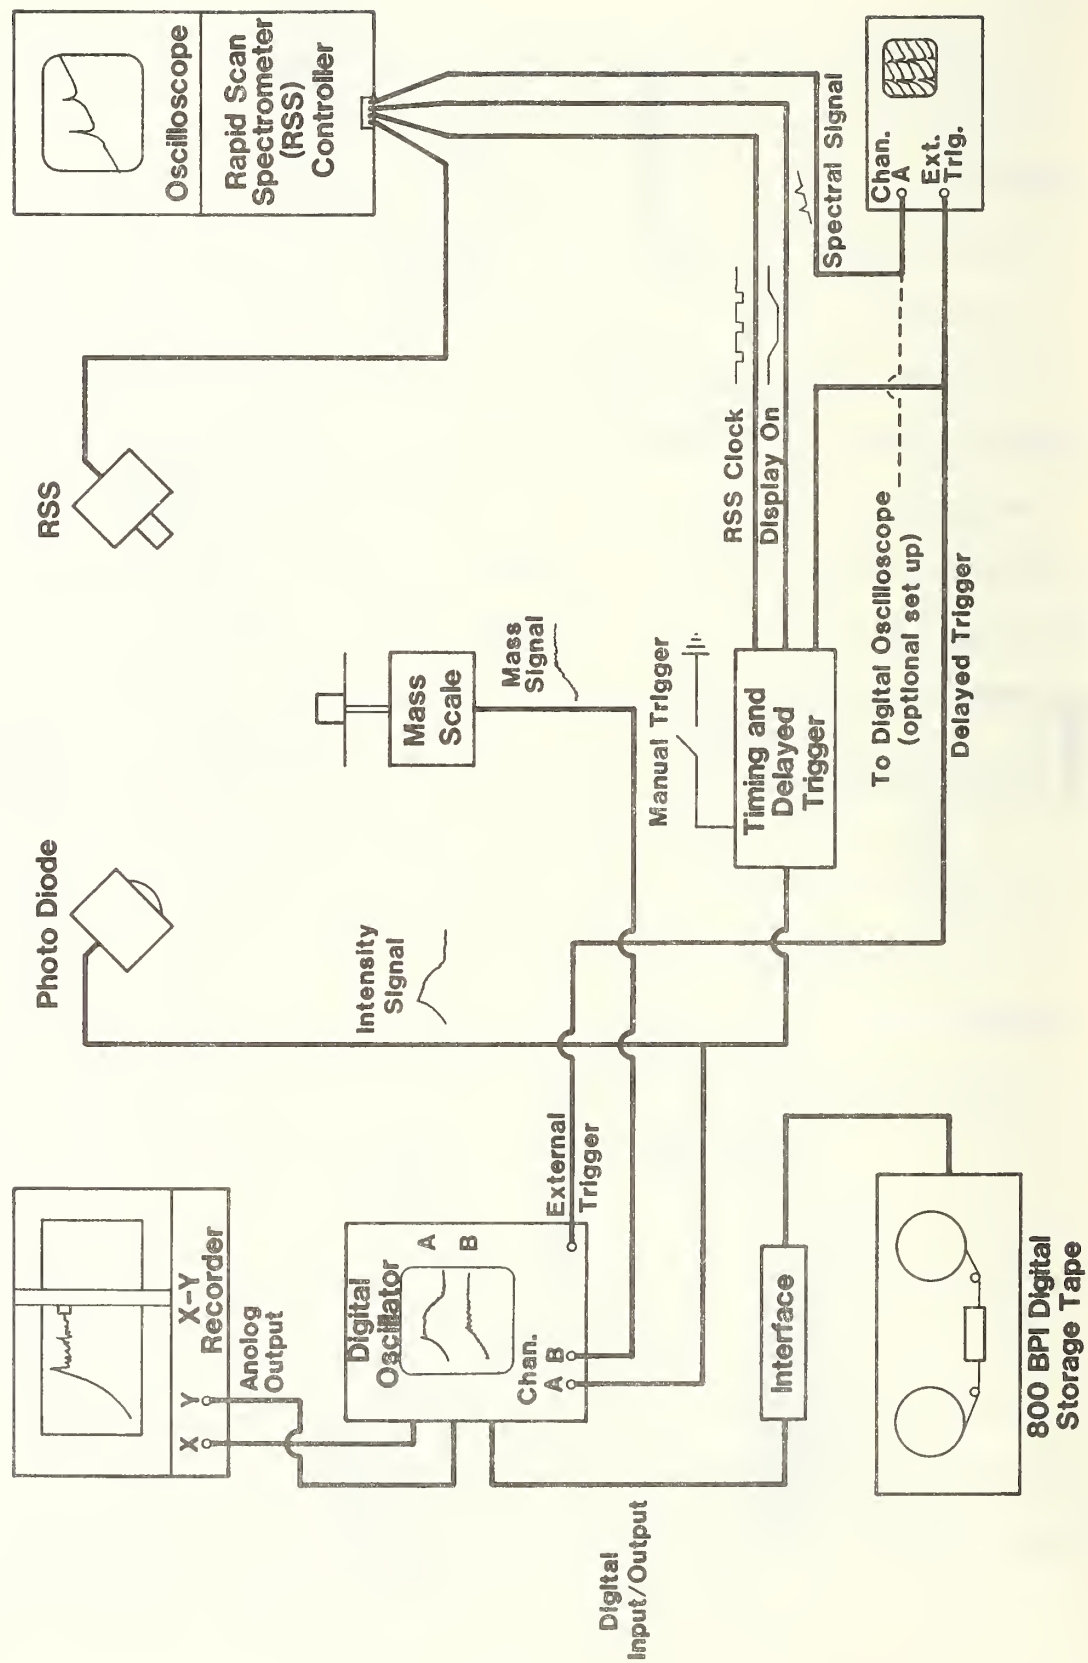 X-Y
Recorder
X
Y
Anolog
Output
Digital
Oscillator
A
B
Chan.
A
B
External
Trigger
Digital
Input/Output
Interface
800 BPI Digital
Storage Tape
Photo Diode
Intensity
Signal
Mass
Scale
Mass
Signal
Manual Trigger
Timing and
Delayed
Trigger
RSS
Oscilloscope
Rapid Scan
Spectrometer
(RSS)
Controller
RSS Clock
Display On
Spectral Signal
To Digital Oscilloscope
(optional set up)
Delayed Trigger
Chan.
A
Ext.
Trig.